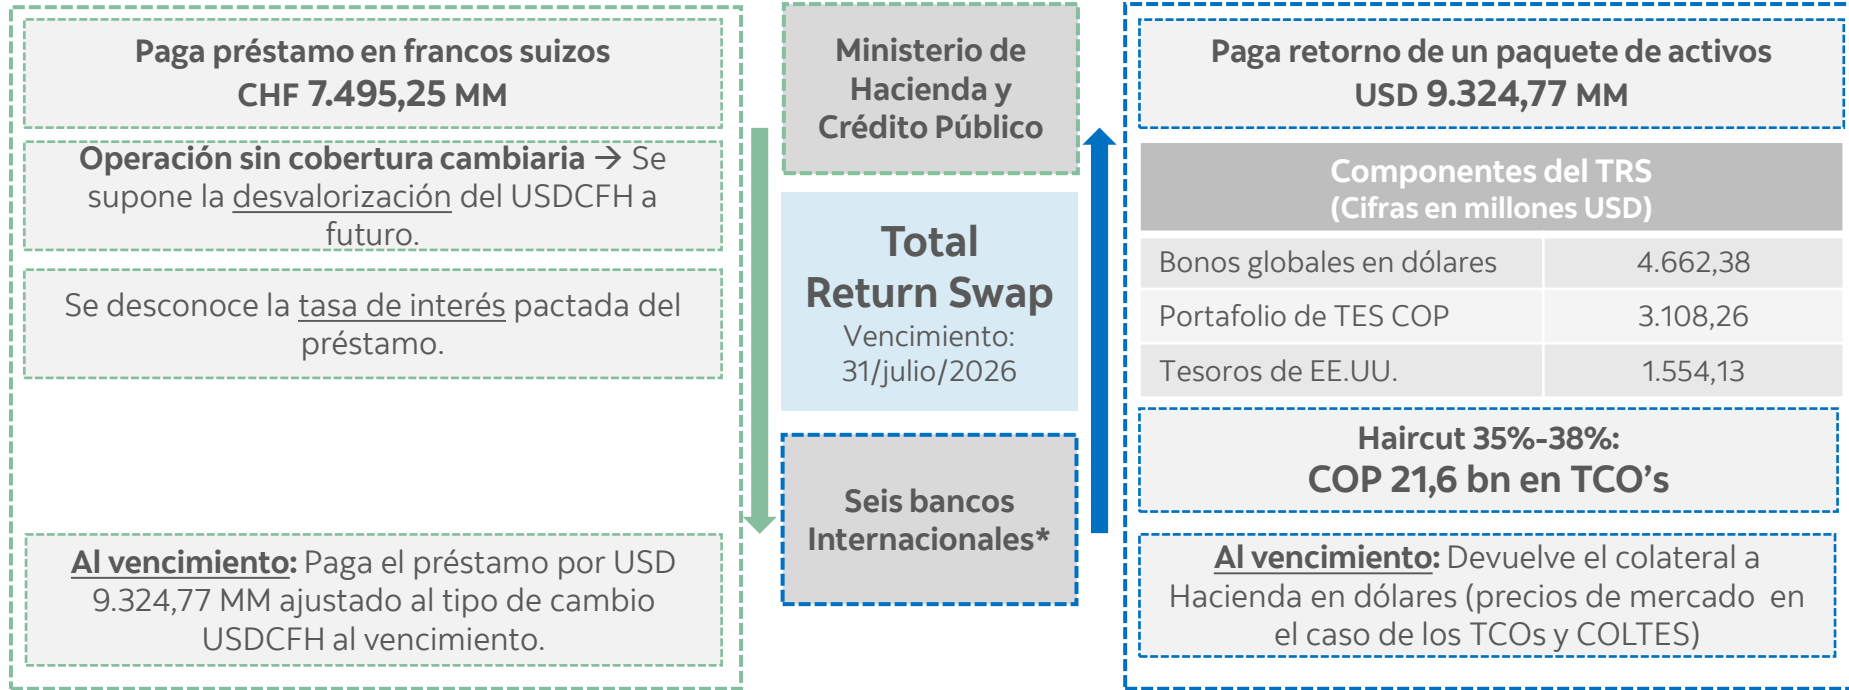 Paga préstamo en francos suizos
CHF 7.495,25 MM
Operación sin cobertura cambiaria → Se
supone la desvalorización del USDCFH a
futuro.
Se desconoce la tasa de interés pactada del
préstamo.
Al vencimiento: Paga el préstamo por USD
9.324,77 MM ajustado al tipo de cambio
USDCFH al vencimiento.
Ministerio de
Hacienda y
Crédito Público
Total
Return Swap
Vencimiento:
31/julio/2026
Seis bancos
Internacionales*
Paga retorno de un paquete de activos
USD 9.324,77 MM
Componentes del TRS
(Cifras en millones USD)
Bonos globales en dólares 4.662,38
Portafolio de TES COP 3.108,26
Tesoros de EE.UU. 1.554,13
Haircut 35%-38%:
COP 21,6 bn en TCO's
Al vencimiento: Devuelve el colateral a
Hacienda en dólares (precios de mercado en
el caso de los TCOs y COLTES)